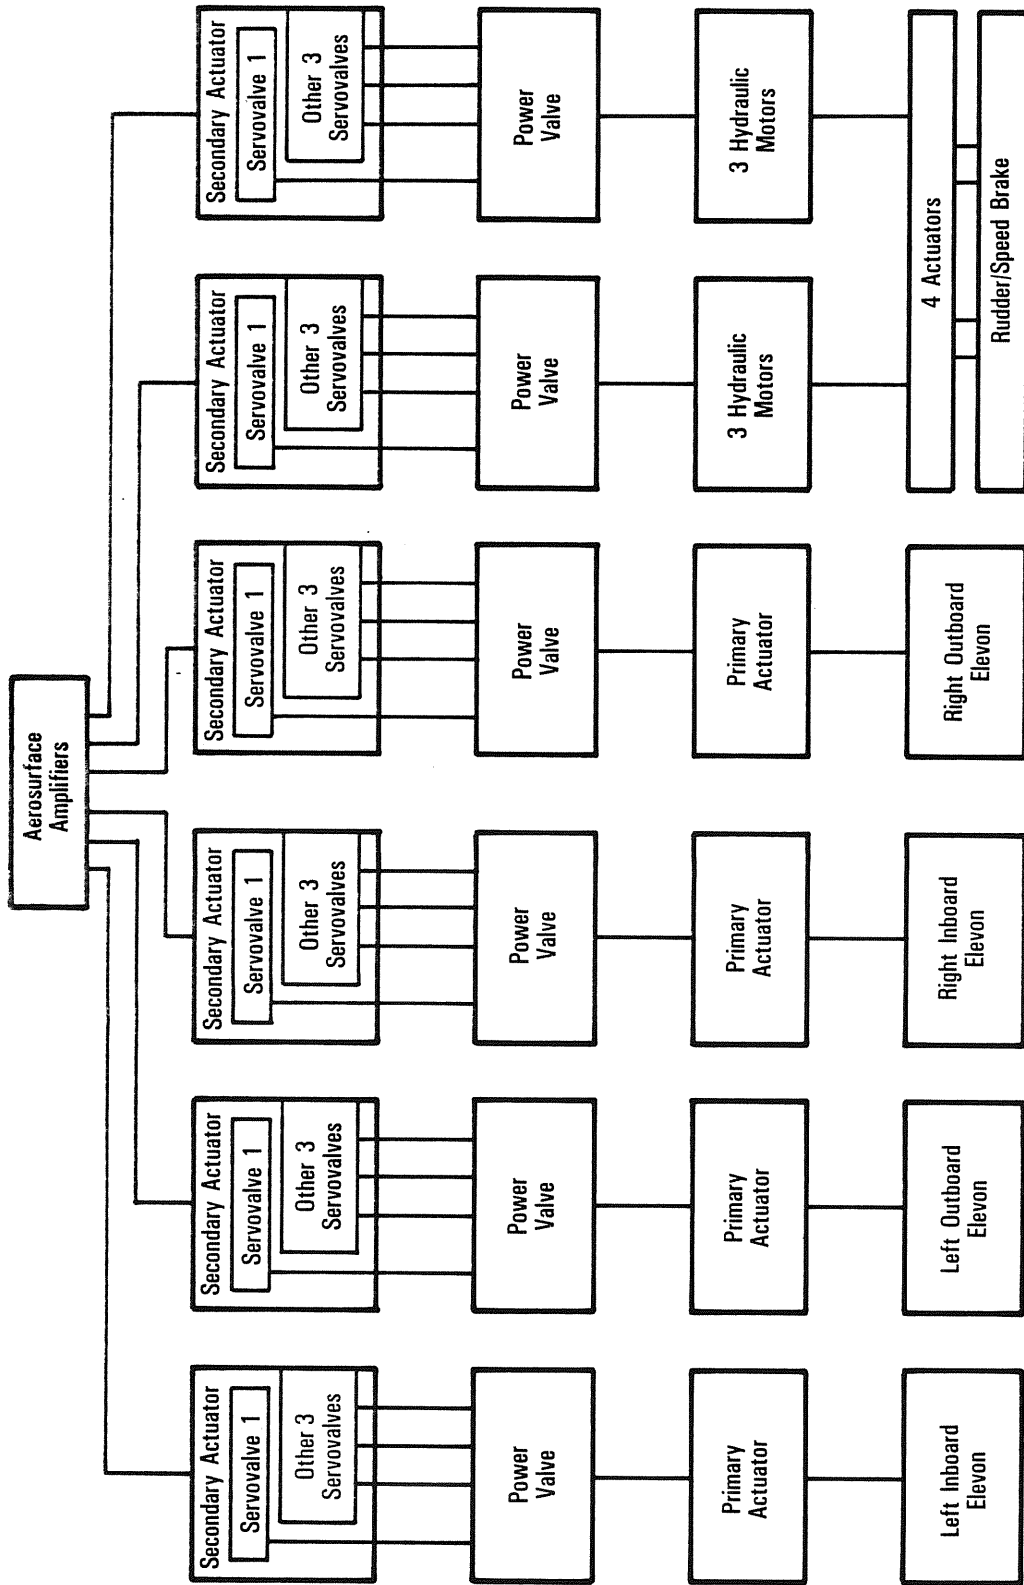 Aerosurface
Amplifiers
Secondary Actuator
Servovalve 1
Other 3
Servovalves
Power
Valve
Primary
Actuator
Left Inboard
Elevon
Secondary Actuator
Servovalve 1
Other 3
Servovalves
Power
Valve
Primary
Actuator
Left Outboard
Elevon
Secondary Actuator
Servovalve 1
Other 3
Servovalves
Power
Valve
Primary
Actuator
Right Inboard
Elevon
Secondary Actuator
Servovalve 1
Other 3
Servovalves
Power
Valve
Primary
Actuator
Right Outboard
Elevon
Secondary Actuator
Servovalve 1
Other 3
Servovalves
Power
Valve
3 Hydraulic
Motors
Secondary Actuator
Servovalve 1
Other 3
Servovalves
Power
Valve
3 Hydraulic
Motors
4 Actuators
Rudder/Speed Brake